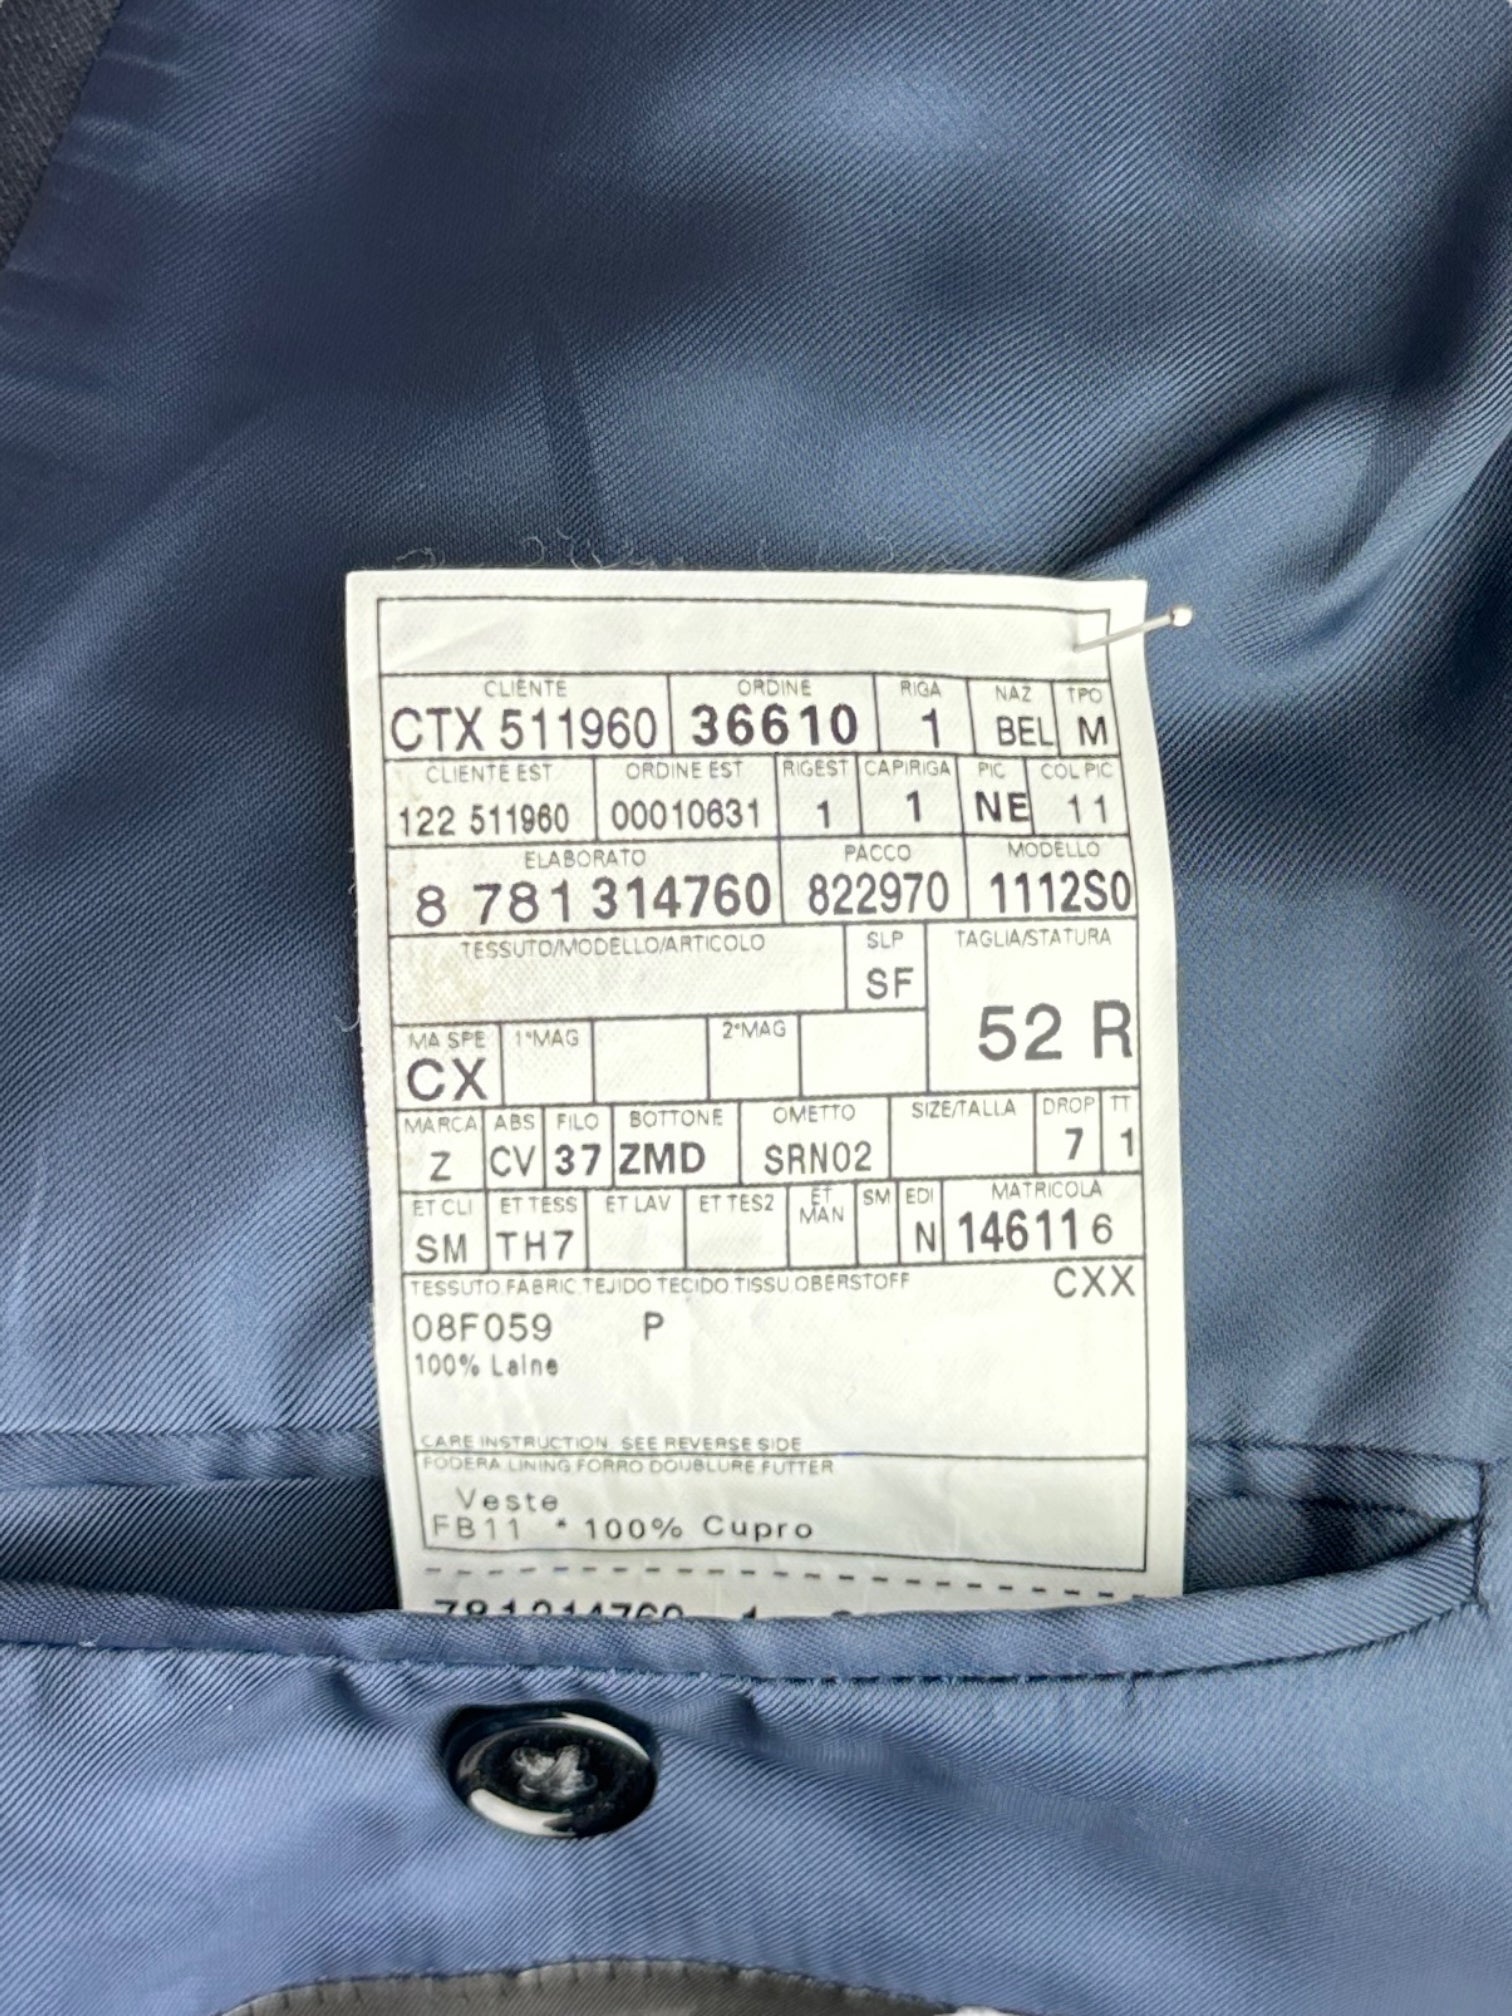 CLIENTE ORDINE RIGA NAZ TPO
CTX 511960 36610 1 BEL M
CLIENTE EST ORDINE EST RIGEST CAPIRIGA PIC COL PIC
122 511960 00010631 1 1 NE 11
ELABORATO PACCO MODELLO
8 781 314760 822970 1112S0
TESSUTO/MODELLO/ARTICOLO SLP TAGLIA/STATURA
SF
52 R
MA SPE 1°MAG 2°MAG
CX
MARCA ABS FILO BOTTONE OMETTO SIZE/TALLA DROP TT
Z CV 37 ZMD SRN02 7 1
ET CLI ET TESS ET LAV ET TES2 ET MAN SM EDI MATRICOLA
SM TH7 N 146116
TESSUTO FABRIC TEJIDO TECIDO TISSU OBERSTOFF CXX
08F059 P
100% Laine
CARE INSTRUCTION SEE REVERSE SIDE
FODERA LINING FORRO DOUBLURE FUTTER
Veste
FB11 * 100% Cupro
781314760 1